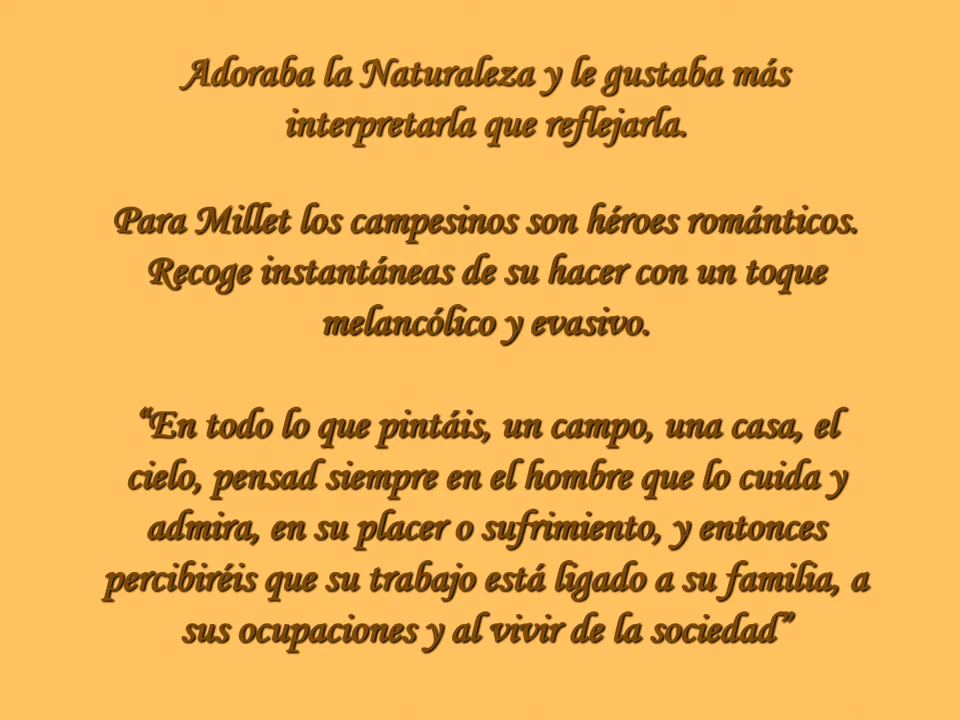 Adoraba la Naturaleza y le gustaba más
interpretarla que reflejarla.
Para Millet los campesinos son héroes románticos.
Recoge instantáneas de su hacer con un toque
melancólico y evasivo.
“En todo lo que pintáis, un campo, una casa, el
cielo, pensad siempre en el hombre que lo cuida y
admira, en su placer o sufrimiento, y entonces
percibiréis que su trabajo está ligado a su familia, a
sus ocupaciones y al vivir de la sociedad”